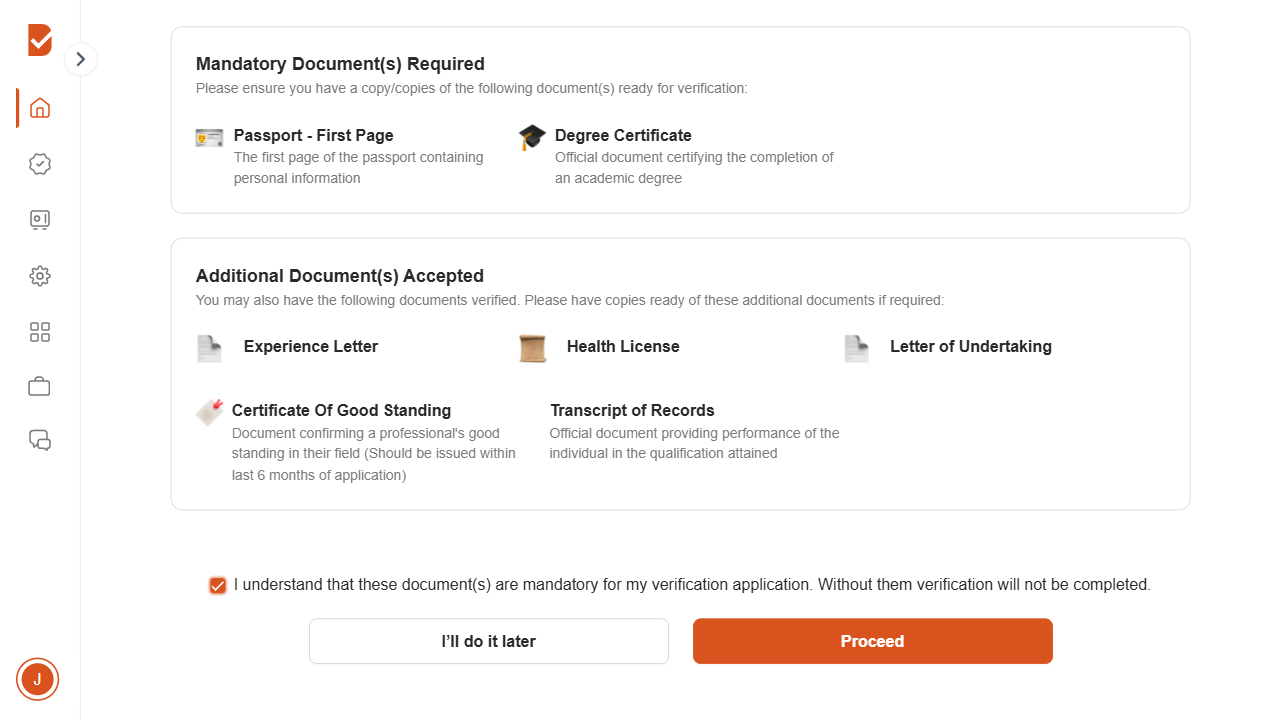 Mandatory Document(s) Required
Please ensure you have a copy/copies of the following document(s) ready for verification:
Passport - First Page
The first page of the passport containing
personal information
Degree Certificate
Official document certifying the completion of
an academic degree
Additional Document(s) Accepted
You may also have the following documents verified. Please have copies ready of these additional documents if required:
Experience Letter
Health License
Letter of Undertaking
Certificate Of Good Standing
Document confirming a professional's good
standing in their field (Should be issued within
last 6 months of application)
Transcript of Records
Official document providing performance of the
individual in the qualification attained
I understand that these document(s) are mandatory for my verification application. Without them verification will not be completed.
I’ll do it later
Proceed
J